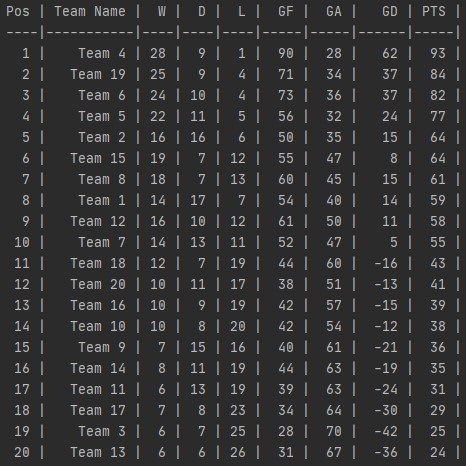 Pos | Team Name | W | D | L | GF | GA | GD | PTS |
----|-----------|----|----|----|-----|-----|------|-----|
1 | Team 4 | 28 | 9 | 1 | 90 | 28 | 62 | 93 |
2 | Team 19 | 25 | 9 | 4 | 71 | 34 | 37 | 84 |
3 | Team 6 | 24 | 10 | 4 | 73 | 36 | 37 | 82 |
4 | Team 5 | 22 | 11 | 5 | 56 | 32 | 24 | 77 |
5 | Team 2 | 16 | 16 | 6 | 50 | 35 | 15 | 64 |
6 | Team 15 | 19 | 7 | 12 | 55 | 47 | 8 | 64 |
7 | Team 8 | 18 | 7 | 13 | 60 | 45 | 15 | 61 |
8 | Team 1 | 14 | 17 | 7 | 54 | 40 | 14 | 59 |
9 | Team 12 | 16 | 10 | 12 | 61 | 50 | 11 | 58 |
10 | Team 7 | 14 | 13 | 11 | 52 | 47 | 5 | 55 |
11 | Team 18 | 12 | 7 | 19 | 44 | 60 | -16 | 43 |
12 | Team 20 | 10 | 11 | 17 | 38 | 51 | -13 | 41 |
13 | Team 16 | 10 | 9 | 19 | 42 | 57 | -15 | 39 |
14 | Team 10 | 10 | 8 | 20 | 42 | 54 | -12 | 38 |
15 | Team 9 | 7 | 15 | 16 | 40 | 61 | -21 | 36 |
16 | Team 14 | 8 | 11 | 19 | 44 | 63 | -19 | 35 |
17 | Team 11 | 6 | 13 | 19 | 39 | 63 | -24 | 31 |
18 | Team 17 | 7 | 8 | 23 | 34 | 64 | -30 | 29 |
19 | Team 3 | 6 | 7 | 25 | 28 | 70 | -42 | 25 |
20 | Team 13 | 6 | 6 | 26 | 31 | 67 | -36 | 24 |